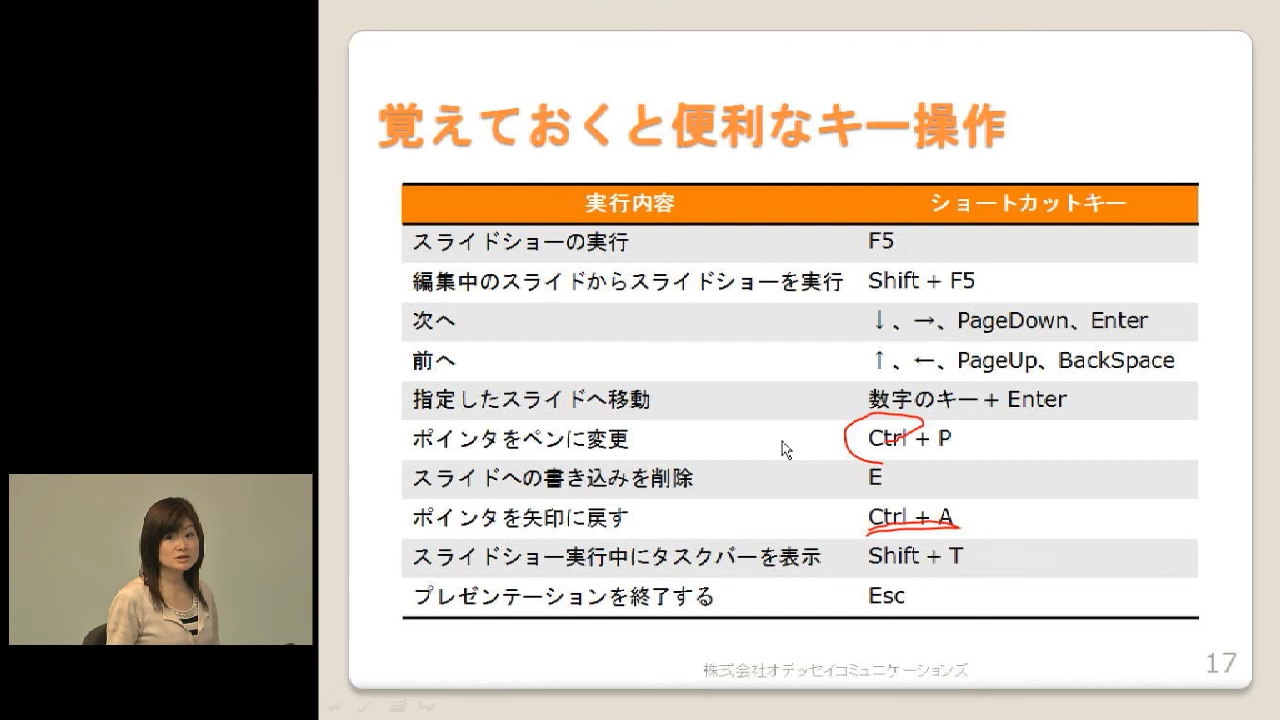 覚えておくと便利なキー操作
実行内容 ショートカットキー
スライドショーの実行 F5
編集中のスライドからスライドショーを実行 Shift + F5
次へ ↓、→、PageDown、Enter
前へ ↑、←、PageUp、BackSpace
指定したスライドへ移動 数字のキー + Enter
ポインタをペンに変更 Ctrl + P
スライドへの書き込みを削除 E
ポインタを矢印に戻す Ctrl + A
スライドショー実行中にタスクバーを表示 Shift + T
プレゼンテーションを終了する Esc
株式会社オデッセイコミュニケーションズ 17